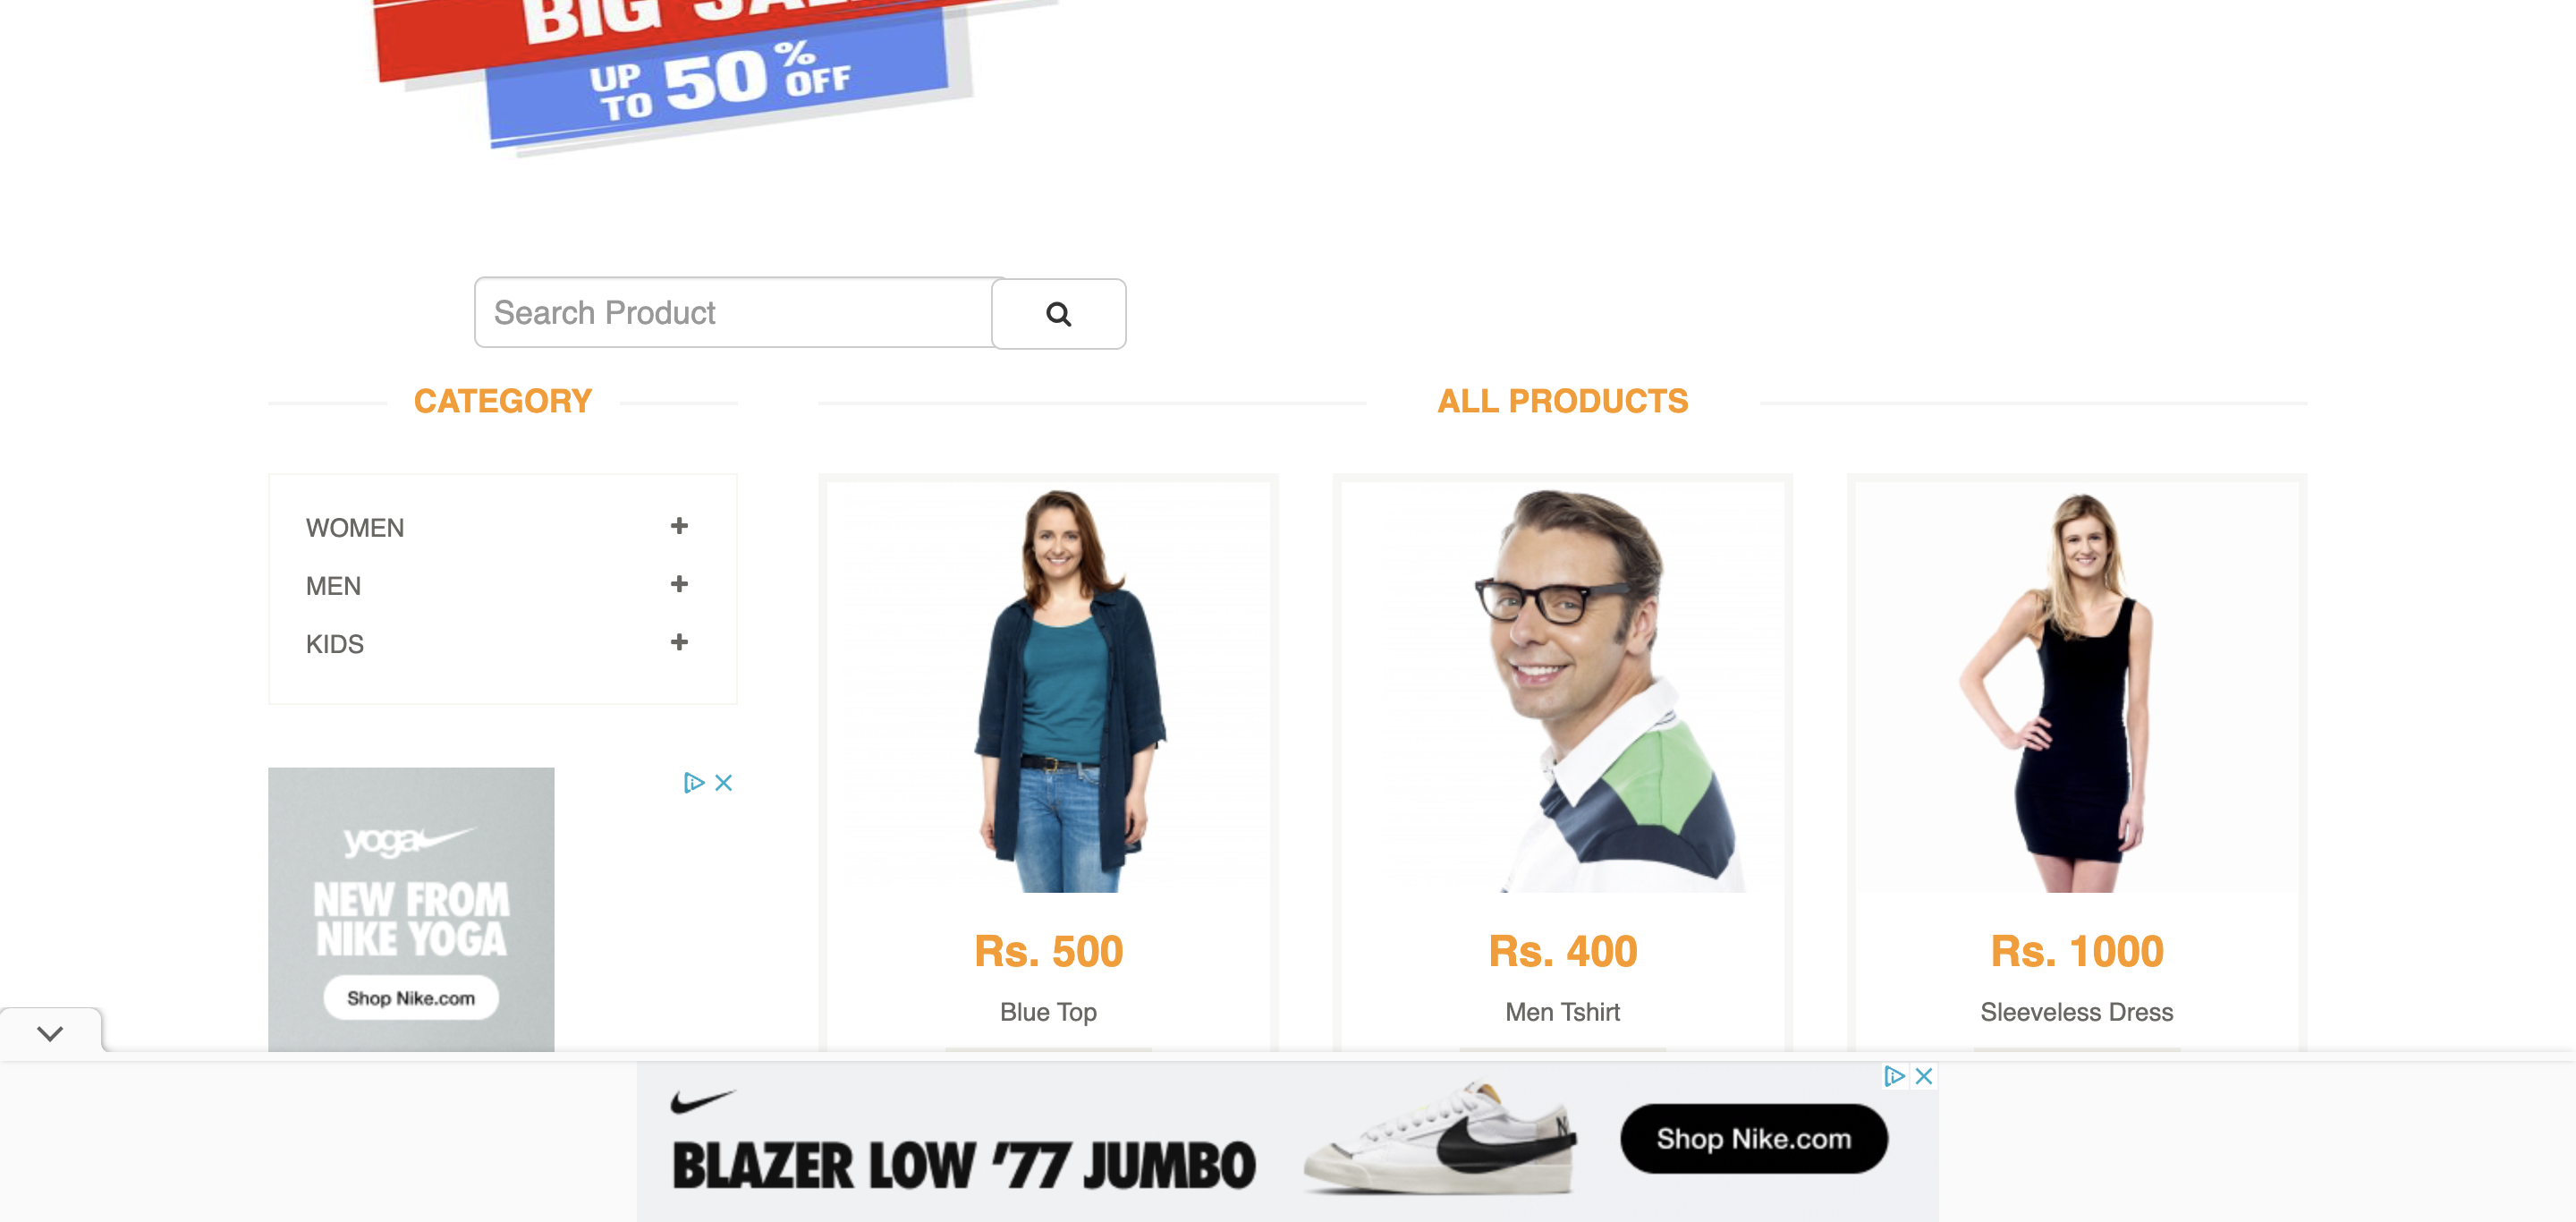 BIG SALE
UP TO 50% OFF
Search Product
CATEGORY
WOMEN
MEN
KIDS
yoga
NEW FROM
NIKE YOGA
Shop Nike.com
ALL PRODUCTS
Rs. 500
Blue Top
Rs. 400
Men Tshirt
Rs. 1000
Sleeveless Dress
BLAZER LOW '77 JUMBO
Shop Nike.com